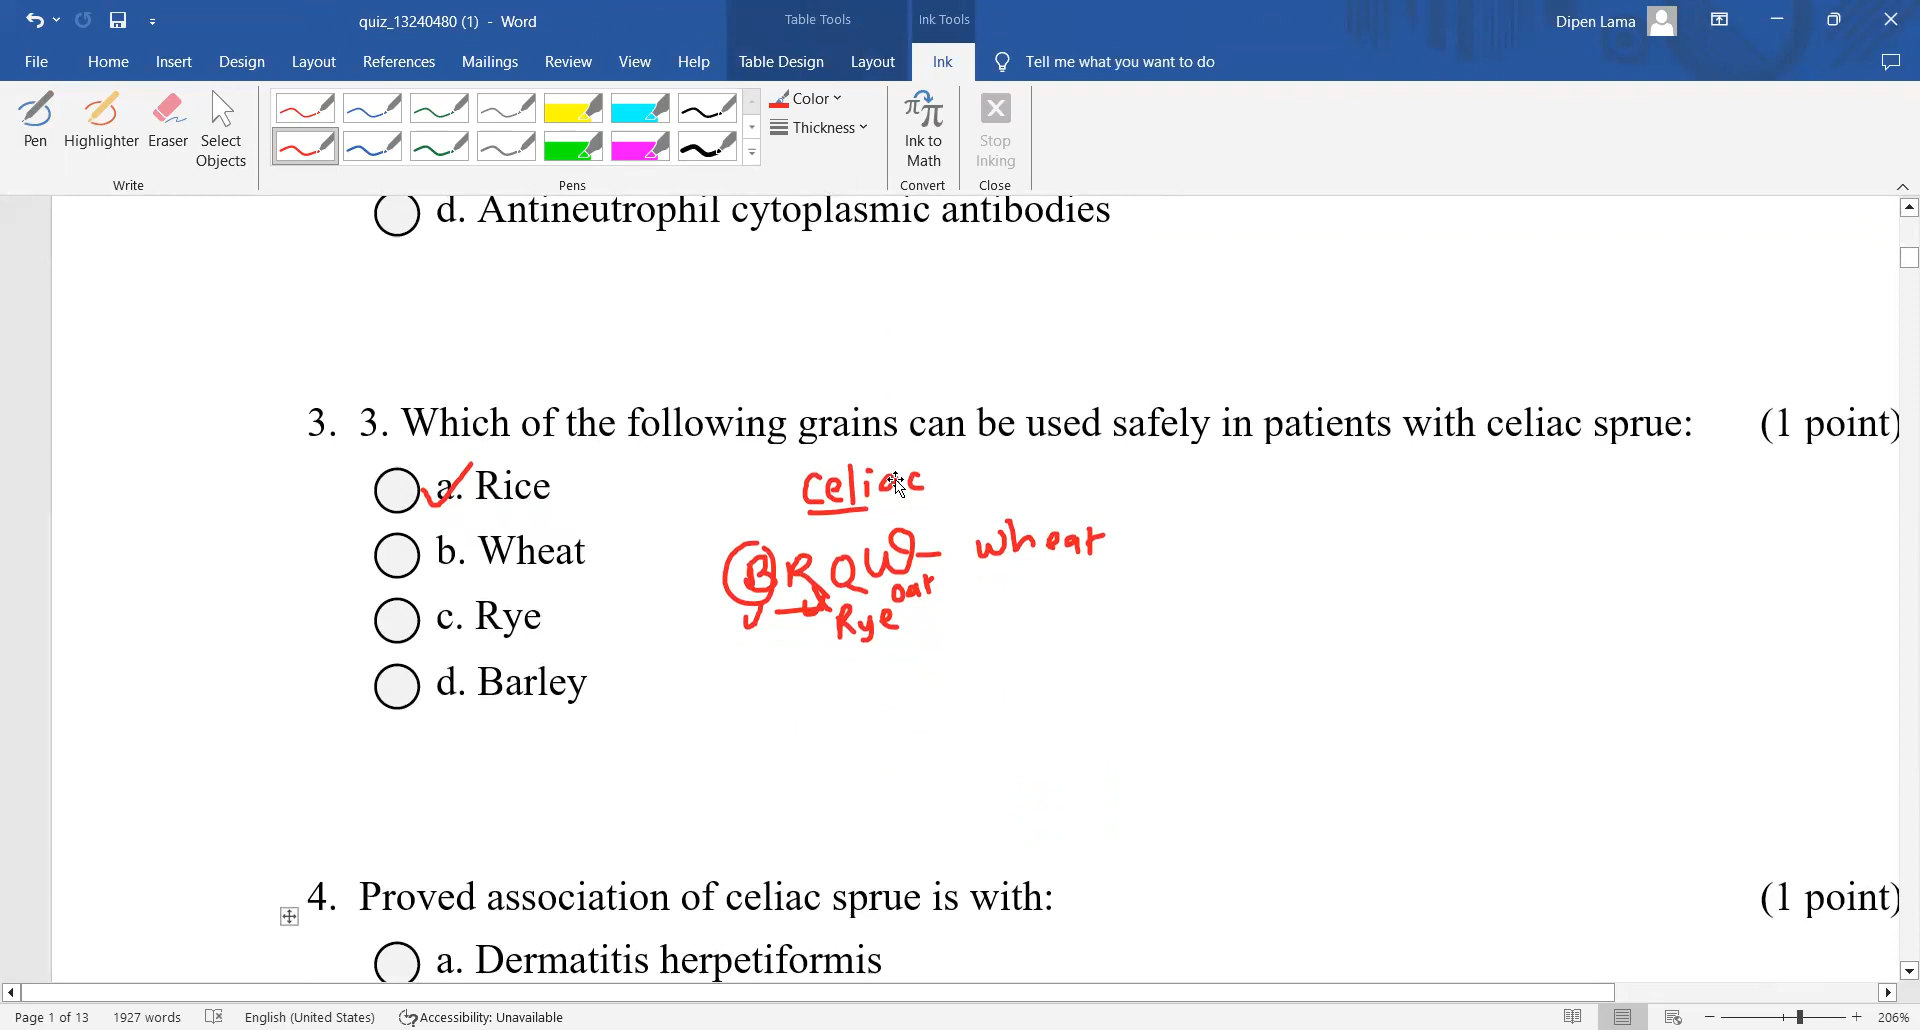 quiz_13240480 (1) - Word
Table Tools
Ink Tools
Dipen Lama
File Home Insert Design Layout References Mailings Review View Help Table Design Layout Ink Tell me what you want to do
Pen
Highlighter
Eraser
Select Objects
Write
Pens
Color
Thickness
Ink to Math
Convert
Stop Inking
Close
d. Antineutrophil cytoplasmic antibodies
3. 3. Which of the following grains can be used safely in patients with celiac sprue: (1 point)
a. Rice
celiac
b. Wheat
B R O W – wheat
oat
c. Rye
Rye
d. Barley
4. Proved association of celiac sprue is with: (1 point)
a. Dermatitis herpetiformis
Page 1 of 13 1927 words English (United States) Accessibility: Unavailable 206%